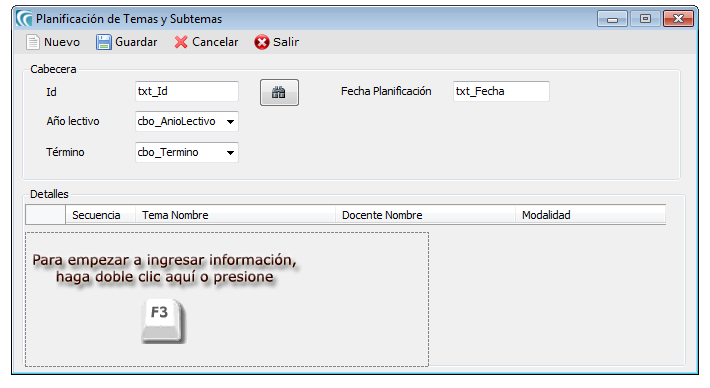 Planificación de Temas y Subtemas
Nuevo Guardar Cancelar Salir
Cabecera
Id txt_Id Fecha Planificación txt_Fecha
Año lectivo cbo_AnioLectivo
Término cbo_Termino
Detalles
Secuencia Tema Nombre Docente Nombre Modalidad
Para empezar a ingresar información,
haga doble clic aquí o presione
F3